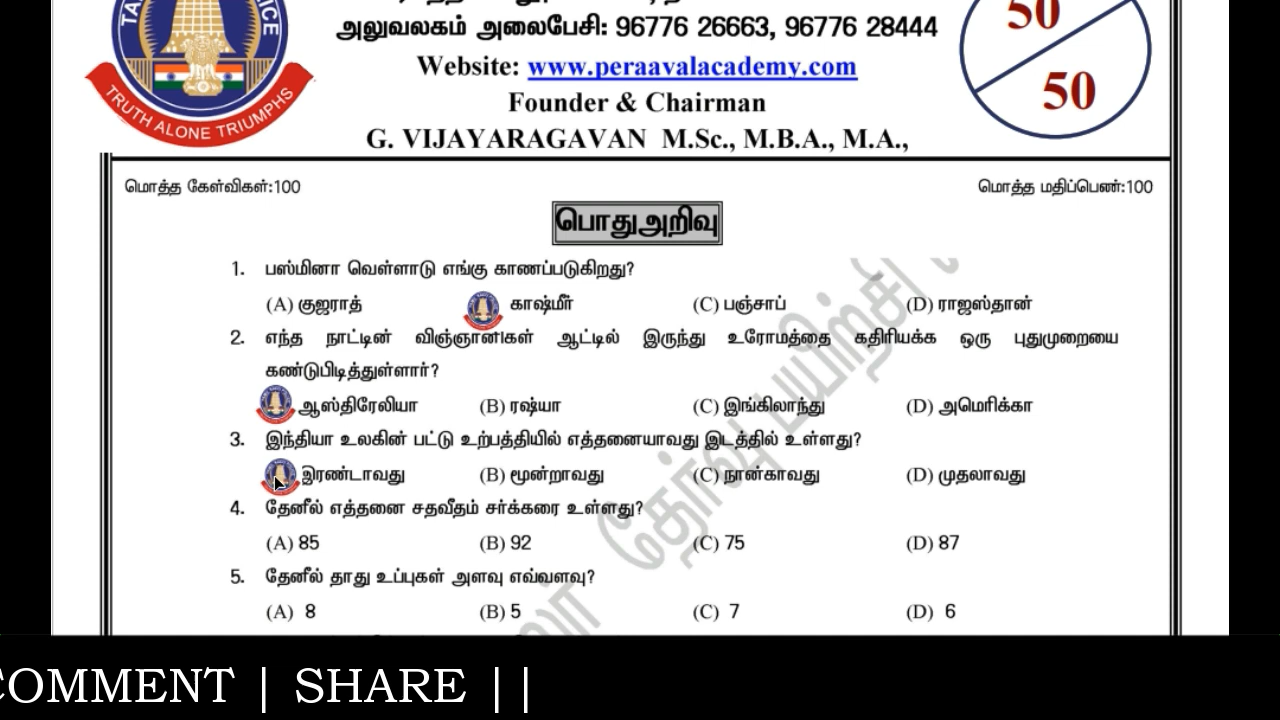 அலுவலகம் அலைபேசி: 96776 26663, 96776 28444
Website: www.peraavalacademy.com
Founder & Chairman
G. VIJAYARAGAVAN M.Sc., M.B.A., M.A.,
TRUTH ALONE TRIUMPHS
50
50
மொத்த கேள்விகள்:100 மொத்த மதிப்பெண்:100
பொதுஅறிவு
1. பஸ்மினா வெள்ளாடு எங்கு காணப்படுகிறது?
(A) குஜராத் காஷ்மீர் (C) பஞ்சாப் (D) ராஜஸ்தான்
2. எந்த நாட்டின் விஞ்ஞானிகள் ஆட்டில் இருந்து உரோமத்தை கதிரியக்க ஒரு புதுமுறையை
கண்டுபிடித்துள்ளார்?
ஆஸ்திரேலியா (B) ரஷ்யா (C) இங்கிலாந்து (D) அமெரிக்கா
3. இந்தியா உலகின் பட்டு உற்பத்தியில் எத்தனையாவது இடத்தில் உள்ளது?
இரண்டாவது (B) மூன்றாவது (C) நான்காவது (D) முதலாவது
4. தேனீல் எத்தனை சதவீதம் சர்க்கரை உள்ளது?
(A) 85 (B) 92 (C) 75 (D) 87
5. தேனீல் தாது உப்புகள் அளவு எவ்வளவு?
(A) 8 (B) 5 (C) 7 (D) 6
தேர்வு பயிற்சி
COMMENT | SHARE ||